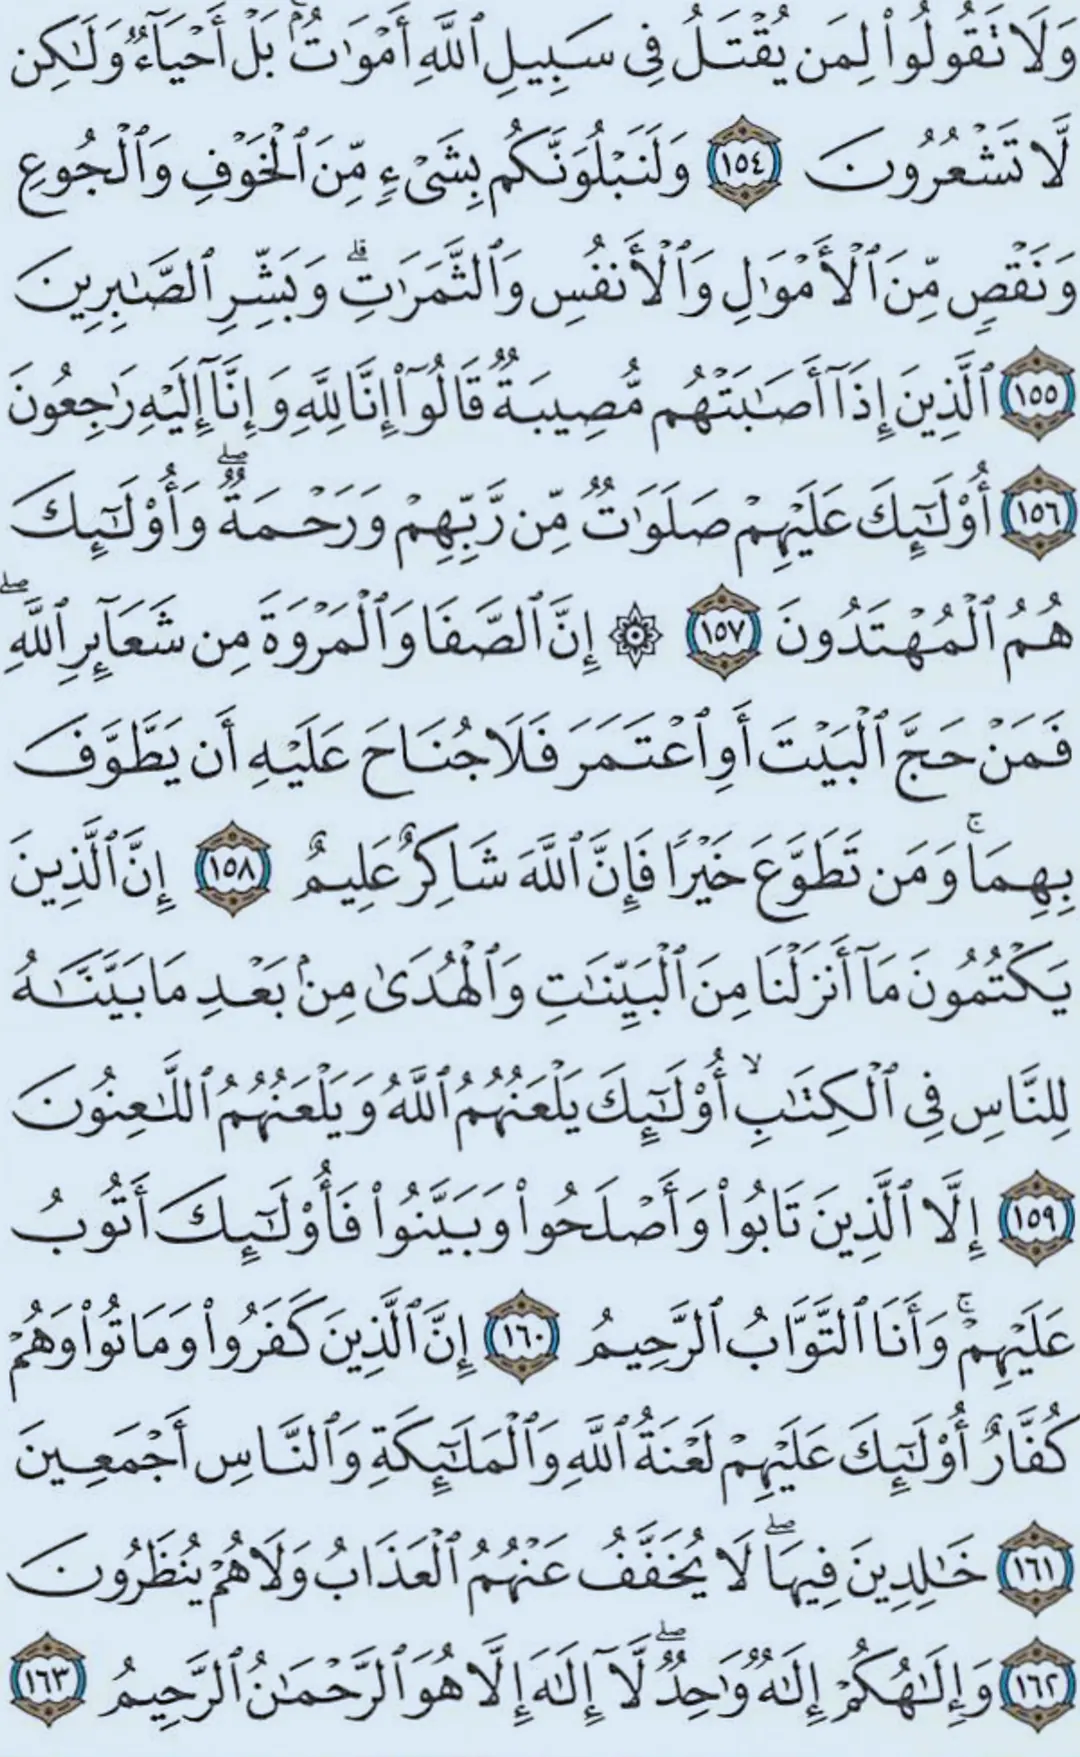 وَلَا تَقُولُوا۟ لِمَن يُقْتَلُ فِى سَبِيلِ ٱللَّهِ أَمْوَٰتٌۢ ۚ بَلْ أَحْيَآءٌ وَلَٰكِن
لَّا تَشْعُرُونَ ١٥٤ وَلَنَبْلُوَنَّكُم بِشَىْءٍ مِّنَ ٱلْخَوْفِ وَٱلْجُوعِ
وَنَقْصٍ مِّنَ ٱلْأَمْوَٰلِ وَٱلْأَنفُسِ وَٱلثَّمَرَٰتِ ۗ وَبَشِّرِ ٱلصَّٰبِرِينَ
١٥٥ ٱلَّذِينَ إِذَآ أَصَٰبَتْهُم مُّصِيبَةٌ قَالُوٓا۟ إِنَّا لِلَّهِ وَإِنَّآ إِلَيْهِ رَٰجِعُونَ
١٥٦ أُو۟لَٰٓئِكَ عَلَيْهِمْ صَلَوَٰتٌ مِّن رَّبِّهِمْ وَرَحْمَةٌ ۖ وَأُو۟لَٰٓئِكَ
هُمُ ٱلْمُهْتَدُونَ ١٥٧ ۞ إِنَّ ٱلصَّفَا وَٱلْمَرْوَةَ مِن شَعَآئِرِ ٱللَّهِ ۖ
فَمَنْ حَجَّ ٱلْبَيْتَ أَوِ ٱعْتَمَرَ فَلَا جُنَاحَ عَلَيْهِ أَن يَطَّوَّفَ
بِهِمَا ۚ وَمَن تَطَوَّعَ خَيْرًا فَإِنَّ ٱللَّهَ شَاكِرٌ عَلِيمٌ ١٥٨ إِنَّ ٱلَّذِينَ
يَكْتُمُونَ مَآ أَنزَلْنَا مِنَ ٱلْبَيِّنَٰتِ وَٱلْهُدَىٰ مِنۢ بَعْدِ مَا بَيَّنَّٰهُ
لِلنَّاسِ فِى ٱلْكِتَٰبِ ۙ أُو۟لَٰٓئِكَ يَلْعَنُهُمُ ٱللَّهُ وَيَلْعَنُهُمُ ٱللَّٰعِنُونَ
١٥٩ إِلَّا ٱلَّذِينَ تَابُوا۟ وَأَصْلَحُوا۟ وَبَيَّنُوا۟ فَأُو۟لَٰٓئِكَ أَتُوبُ
عَلَيْهِمْ ۚ وَأَنَا ٱلتَّوَّابُ ٱلرَّحِيمُ ١٦٠ إِنَّ ٱلَّذِينَ كَفَرُوا۟ وَمَاتُوا۟ وَهُمْ
كُفَّارٌ أُو۟لَٰٓئِكَ عَلَيْهِمْ لَعْنَةُ ٱللَّهِ وَٱلْمَلَٰٓئِكَةِ وَٱلنَّاسِ أَجْمَعِينَ
١٦١ خَٰلِدِينَ فِيهَا ۖ لَا يُخَفَّفُ عَنْهُمُ ٱلْعَذَابُ وَلَا هُمْ يُنظَرُونَ
١٦٢ وَإِلَٰهُكُمْ إِلَٰهٌ وَٰحِدٌ ۖ لَّآ إِلَٰهَ إِلَّا هُوَ ٱلرَّحْمَٰنُ ٱلرَّحِيمُ ١٦٣